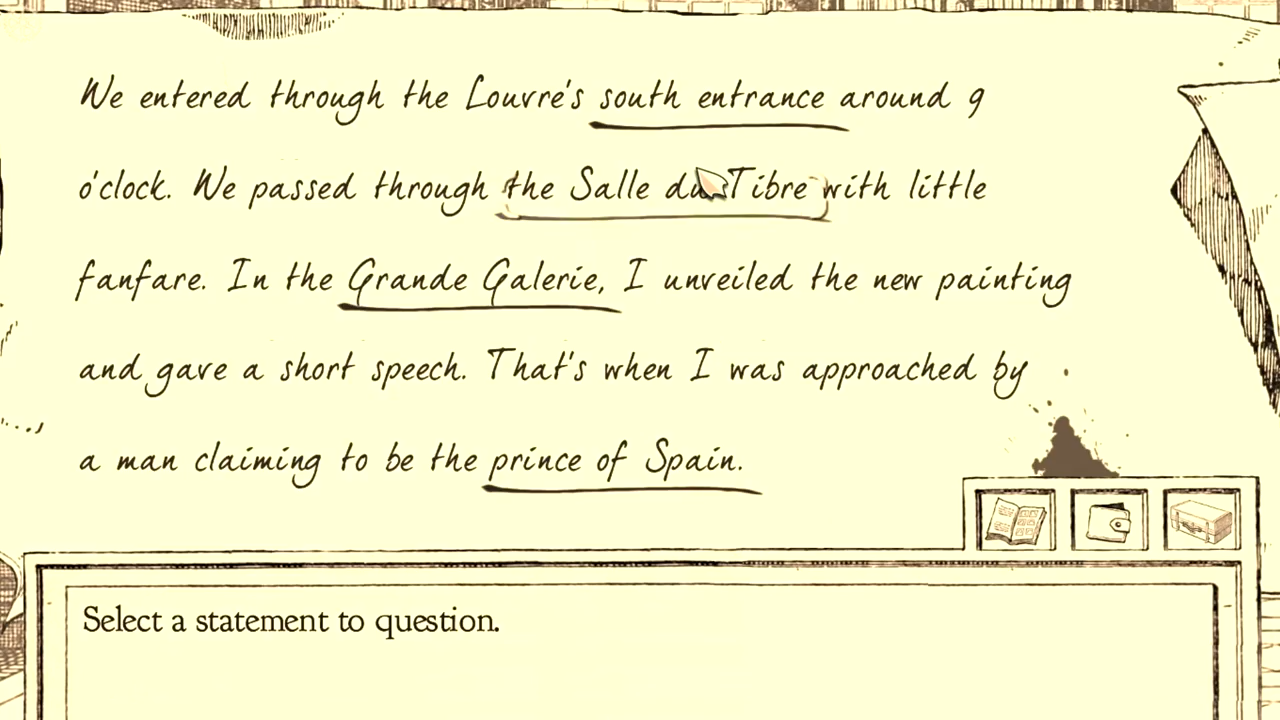 We entered through the Louvre's south entrance around 9
o'clock. We passed through the Salle du Tibre with little
fanfare. In the Grande Galerie, I unveiled the new painting
and gave a short speech. That's when I was approached by
a man claiming to be the prince of Spain.
Select a statement to question.